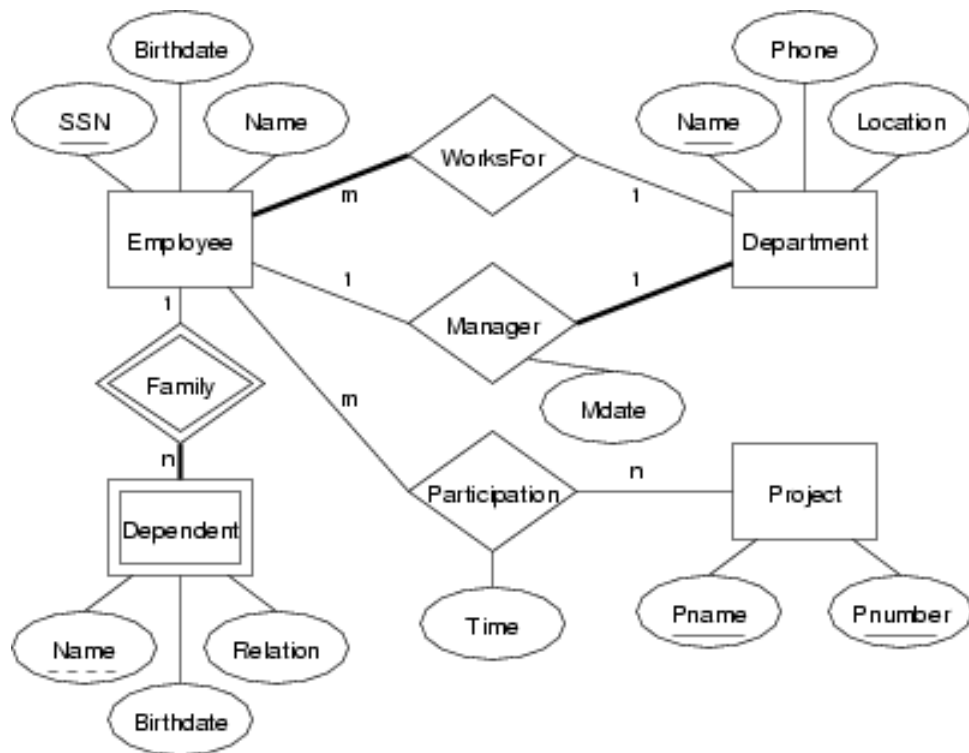 Birthdate
Phone
SSN
Name
Name
Location
WorksFor
m
1
Employee
Department
1
1
1
Manager
Family
m
Mdate
n
n
Participation
Project
Dependent
Name
Relation
Time
Pname
Pnumber
Birthdate